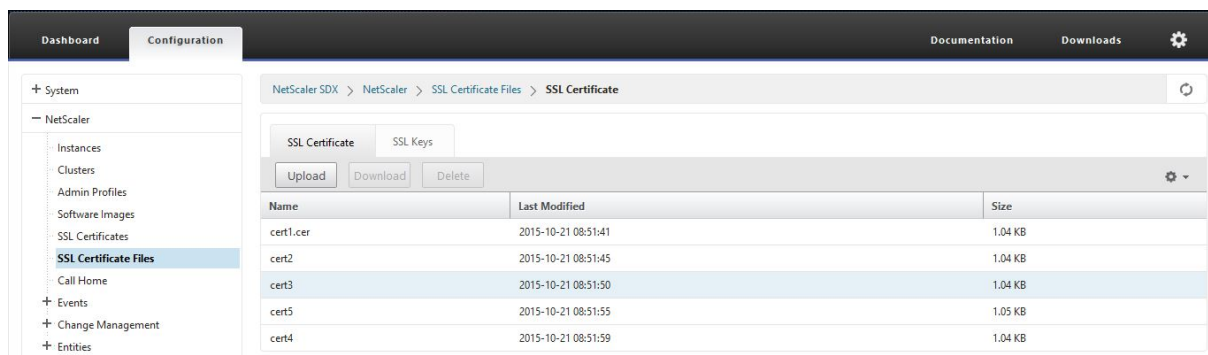 Dashboard Configuration Documentation Downloads
+ System
NetScaler SDX > NetScaler > SSL Certificate Files > SSL Certificate
− NetScaler
Instances
Clusters
Admin Profiles
Software Images
SSL Certificates
SSL Certificate Files
Call Home
+ Events
+ Change Management
+ Entities
SSL Certificate SSL Keys
Upload Download Delete
Name Last Modified Size
cert1.cer 2015-10-21 08:51:41 1.04 KB
cert2 2015-10-21 08:51:45 1.04 KB
cert3 2015-10-21 08:51:50 1.04 KB
cert5 2015-10-21 08:51:55 1.05 KB
cert4 2015-10-21 08:51:59 1.04 KB